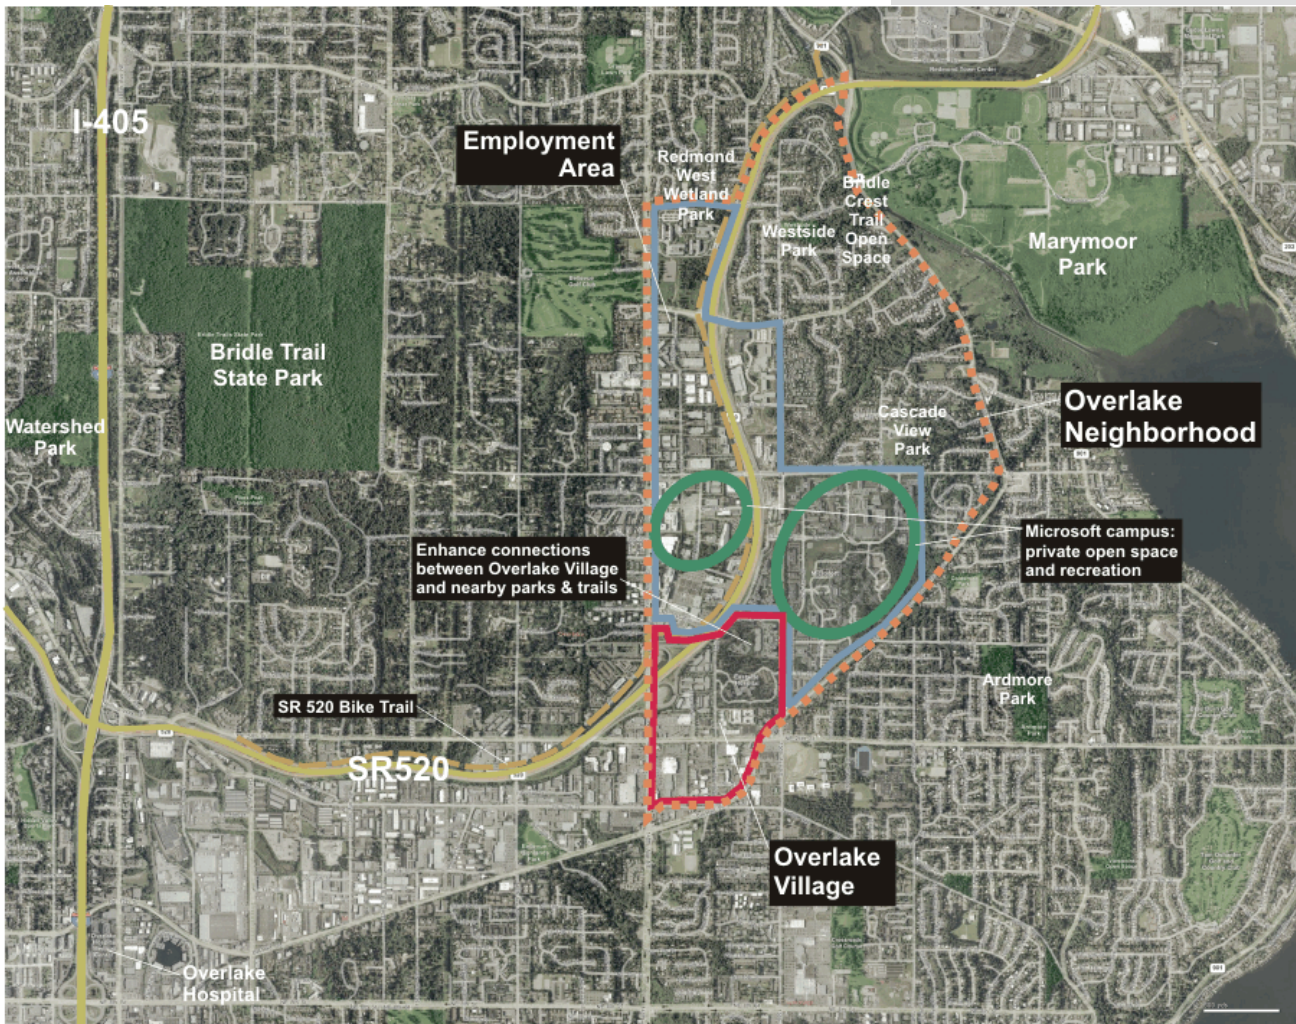 I-405
Employment
Area
Redmond
West
Wetland
Park
Bridle
Crest
Trail
Open
Space
Westside
Park
Marymoor
Park
Bridle Trail
State Park
Watershed
Park
Overlake
Neighborhood
Cascade
View
Park
Microsoft campus:
private open space
and recreation
Enhance connections
between Overlake Village
and nearby parks & trails
SR 520 Bike Trail
SR520
Ardmore
Park
Overlake
Village
Overlake
Hospital